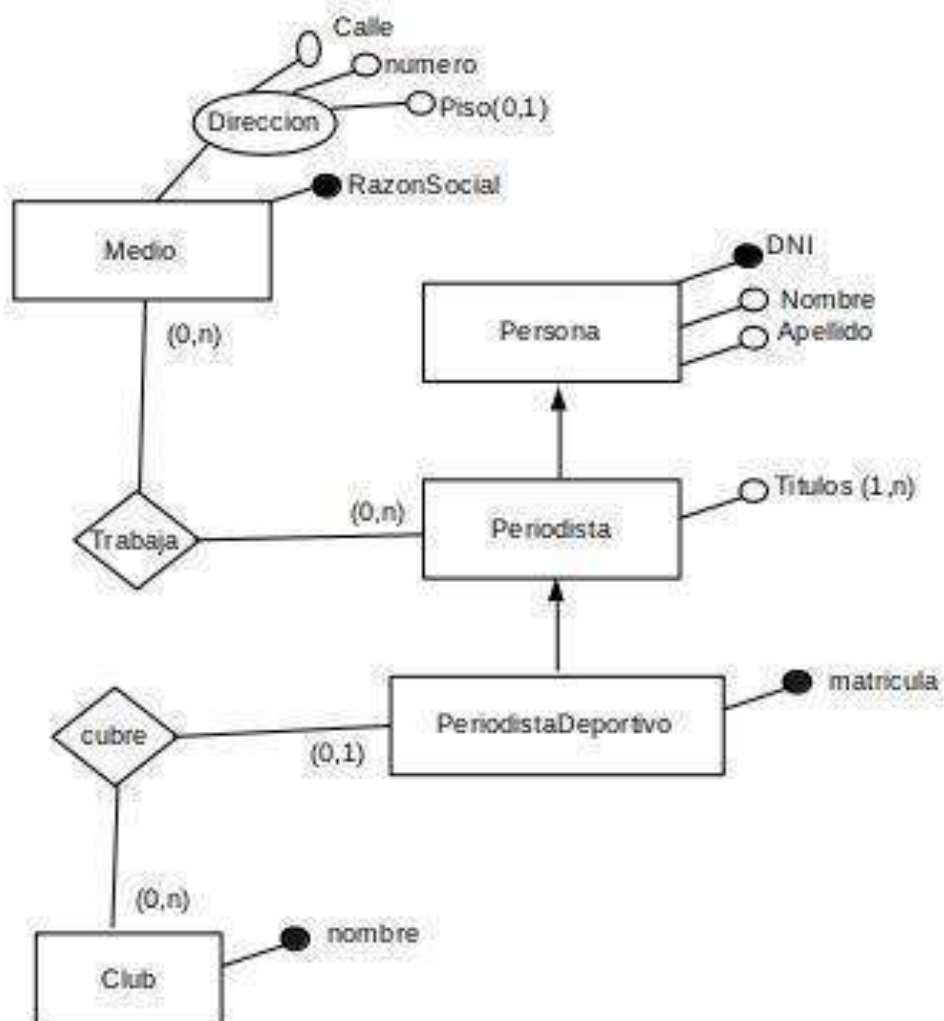 Calle
numero
Direccion
Piso(0,1)
RazonSocial
Medio
DNI
(0,n)
Persona
Nombre
Apellido
(0,n)
Titulos (1,n)
Periodista
Trabaja
matricula
PeriodistaDeportivo
cubre
(0,1)
(0,n)
nombre
Club